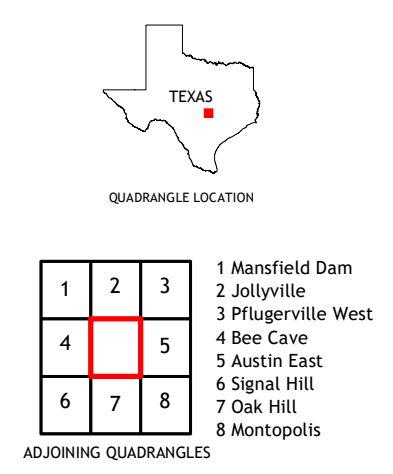 TEXAS
QUADRANGLE LOCATION
1 2 3
4 5
6 7 8
1 Mansfield Dam
2 Jollyville
3 Pflugerville West
4 Bee Cave
5 Austin East
6 Signal Hill
7 Oak Hill
8 Montopolis
ADJOINING QUADRANGLES